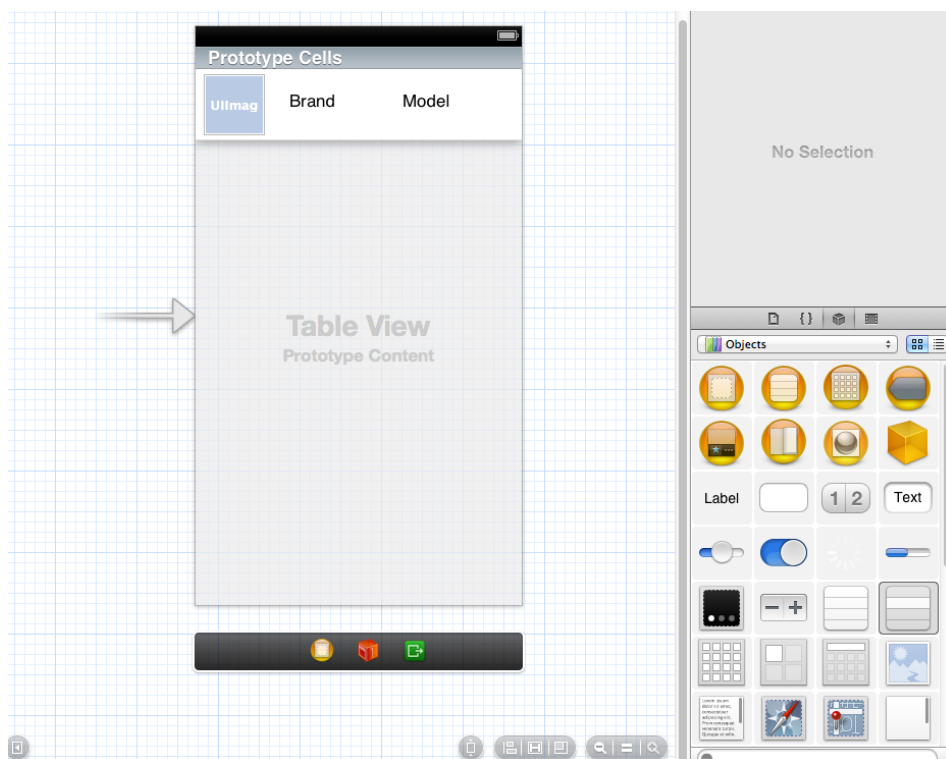 Prototype Cells
UIImag
Brand
Model
Table View
Prototype Content
No Selection
{}
Objects
Label
1 2
Text